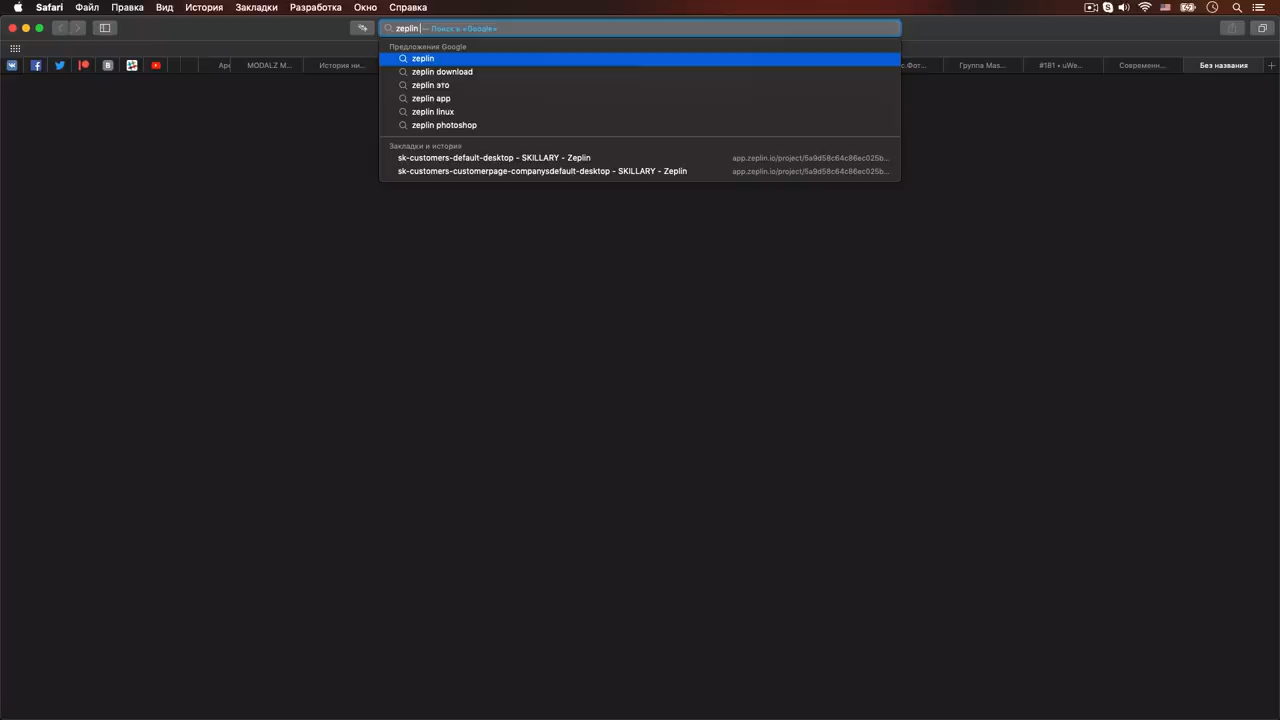 Safari Файл Правка Вид История Закладки Разработка Окно Справка
zeplin — Поиск в «Google»
Предложения Google
zeplin
zeplin download
zeplin это
zeplin app
zeplin linux
zeplin photoshop
Закладки и история
sk-customers-default-desktop - SKILLARY - Zeplin app.zeplin.io/project/5a9d58c64c86ec025b...
sk-customers-customerpage-companysdefault-desktop - SKILLARY - Zeplin app.zeplin.io/project/5a9d58c64c86ec025b...
MODALZ M... История ни... с.Фот... Группа Mas... #181 • uWe... Современн... Без названия